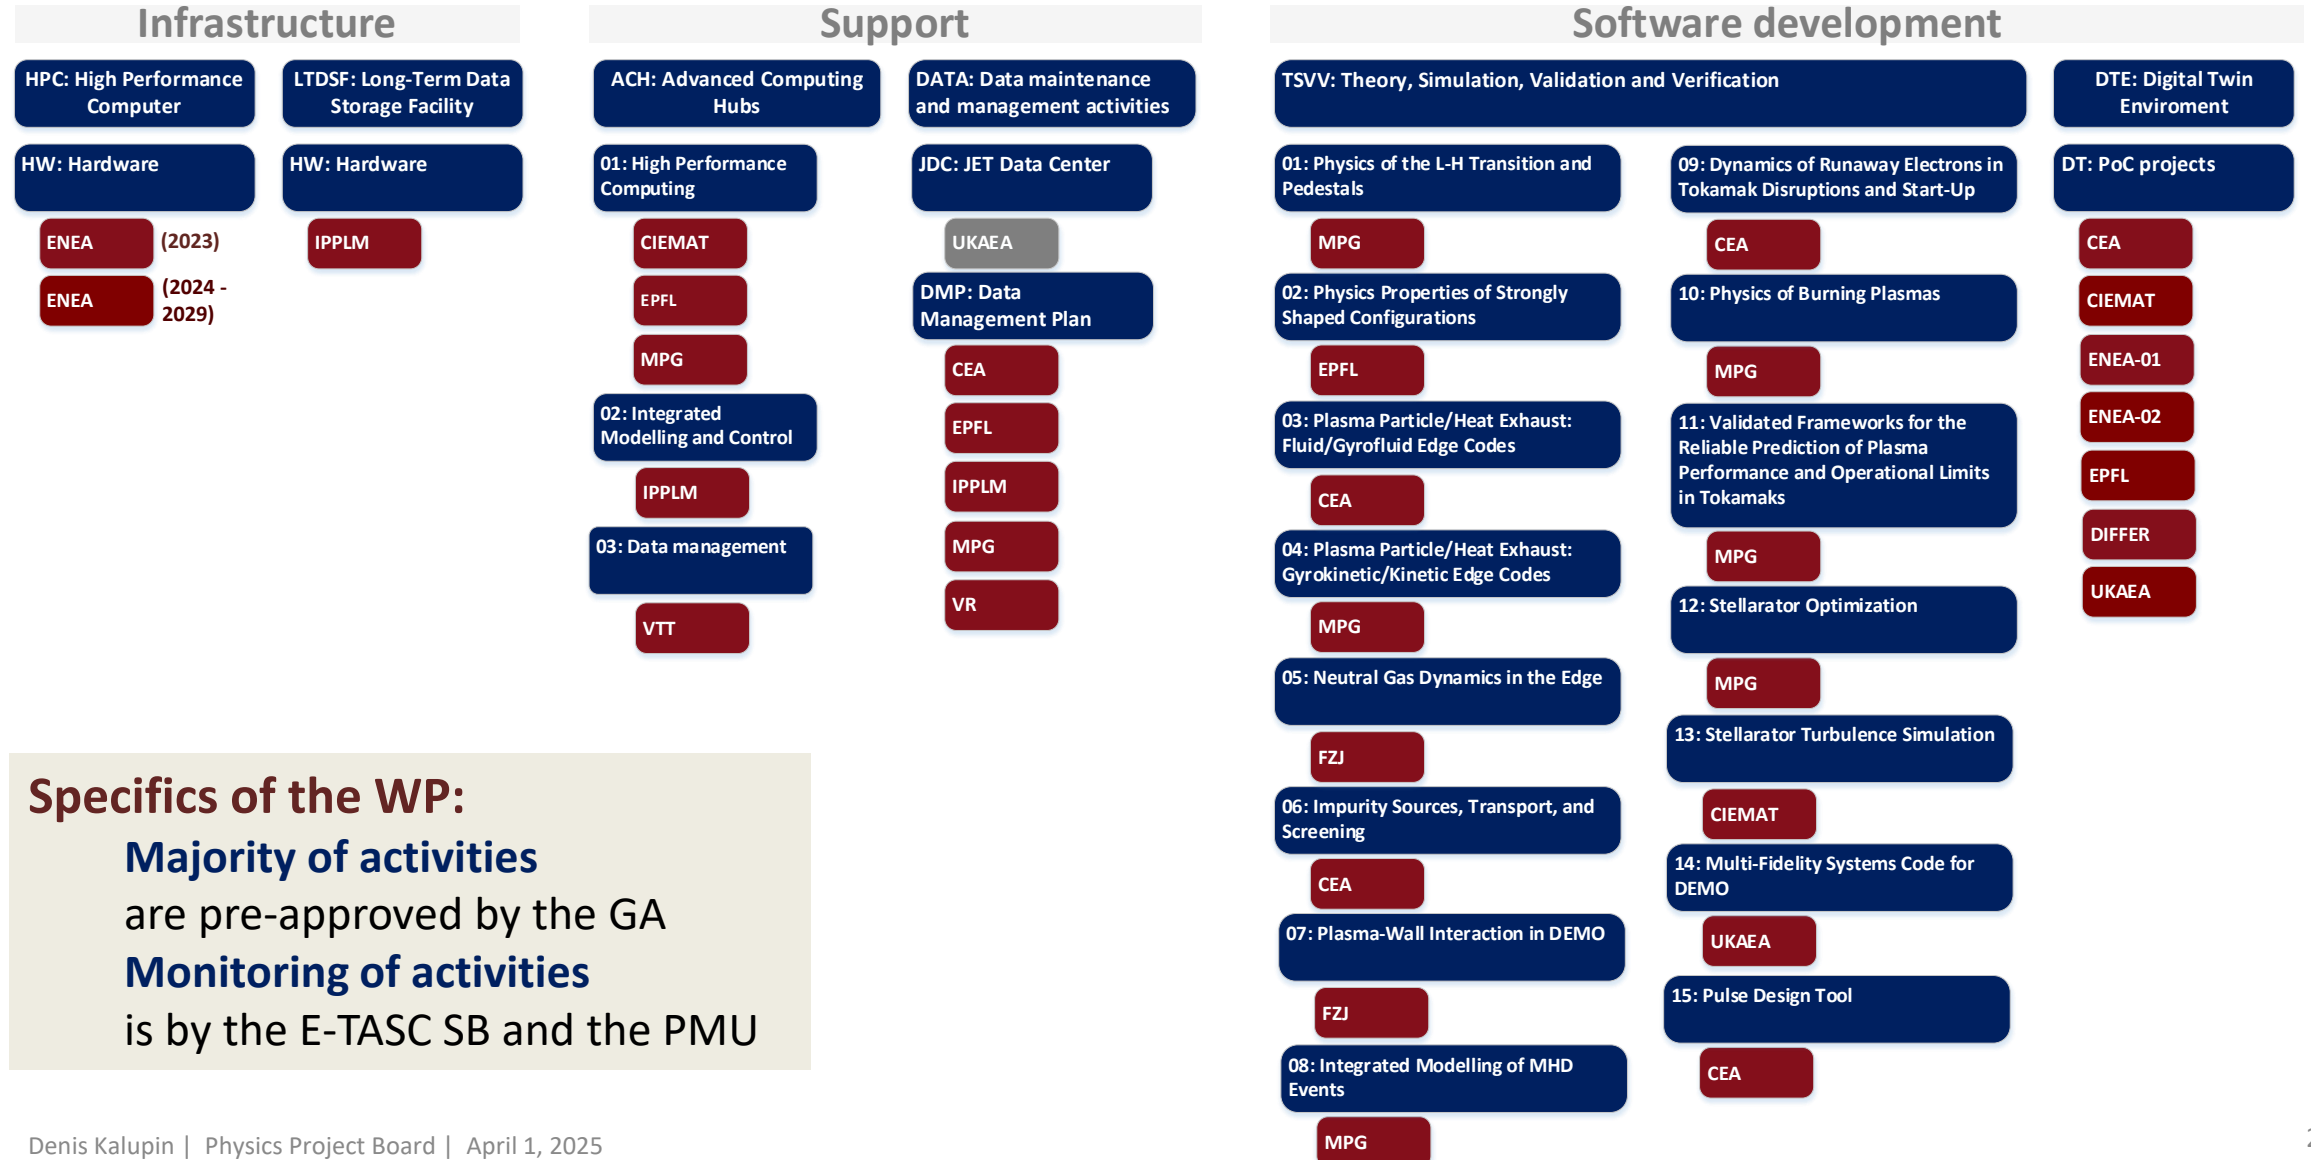 Infrastructure
HPC: High Performance
Computer
HW: Hardware
ENEA
(2023)
ENEA
(2024 -
2029)
LTDSF: Long-Term Data
Storage Facility
HW: Hardware
IPPLM
Support
ACH: Advanced Computing
Hubs
01: High Performance
Computing
CIEMAT
EPFL
MPG
02: Integrated
Modelling and Control
IPPLM
03: Data management
VTT
DATA: Data maintenance
and management activities
JDC: JET Data Center
UKAEA
DMP: Data
Management Plan
CEA
EPFL
IPPLM
MPG
VR
Software development
TSVV: Theory, Simulation, Validation and Verification
01: Physics of the L-H Transition and
Pedestals
MPG
02: Physics Properties of Strongly
Shaped Configurations
EPFL
03: Plasma Particle/Heat Exhaust:
Fluid/Gyrofluid Edge Codes
CEA
04: Plasma Particle/Heat Exhaust:
Gyrokinetic/Kinetic Edge Codes
MPG
05: Neutral Gas Dynamics in the Edge
FZJ
06: Impurity Sources, Transport, and
Screening
CEA
07: Plasma-Wall Interaction in DEMO
FZJ
08: Integrated Modelling of MHD
Events
MPG
09: Dynamics of Runaway Electrons in
Tokamak Disruptions and Start-Up
CEA
10: Physics of Burning Plasmas
MPG
11: Validated Frameworks for the
Reliable Prediction of Plasma
Performance and Operational Limits
in Tokamaks
MPG
12: Stellarator Optimization
MPG
13: Stellarator Turbulence Simulation
CIEMAT
14: Multi-Fidelity Systems Code for
DEMO
UKAEA
15: Pulse Design Tool
CEA
DTE: Digital Twin
Enviroment
DT: PoC projects
CEA
CIEMAT
ENEA-01
ENEA-02
EPFL
DIFFER
UKAEA
Specifics of the WP:
Majority of activities
are pre-approved by the GA
Monitoring of activities
is by the E-TASC SB and the PMU
Denis Kalupin | Physics Project Board | April 1, 2025